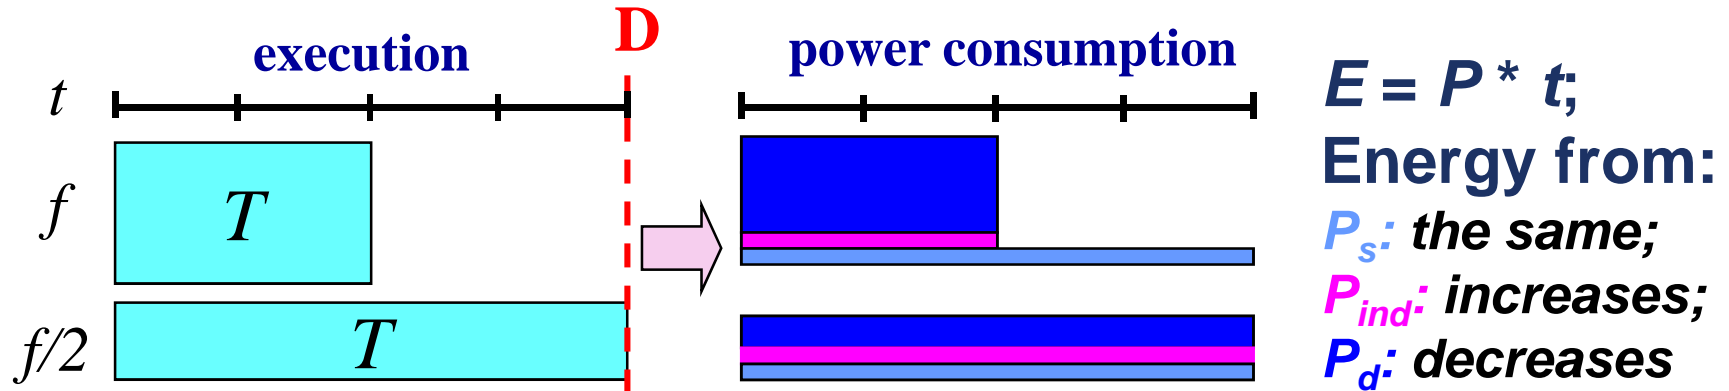 execution
D
power consumption
t
f
T
f/2
T
E = P * t;
Energy from:
Ps: the same;
Pind: increases;
Pd: decreases